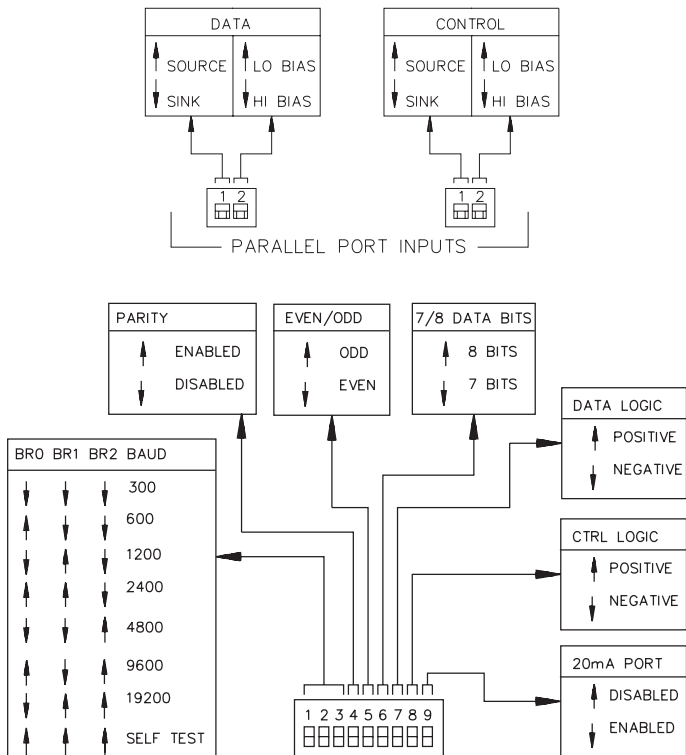 DATA
SOURCE
LO BIAS
SINK
HI BIAS
1 2
CONTROL
SOURCE
LO BIAS
SINK
HI BIAS
1 2
PARALLEL PORT INPUTS
PARITY
ENABLED
DISABLED
EVEN/ODD
ODD
EVEN
7/8 DATA BITS
8 BITS
7 BITS
DATA LOGIC
POSITIVE
NEGATIVE
BR0 BR1 BR2 BAUD
300
600
1200
2400
4800
9600
19200
SELF TEST
CTRL LOGIC
POSITIVE
NEGATIVE
20mA PORT
DISABLED
ENABLED
1 2 3 4 5 6 7 8 9